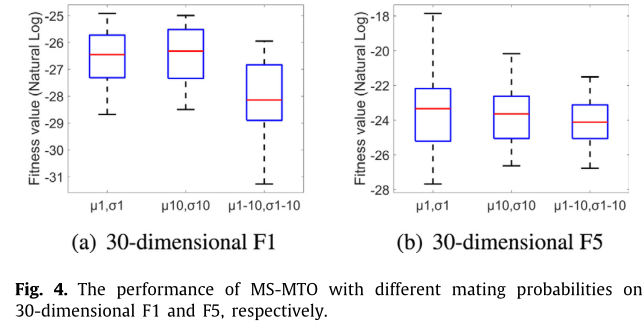 -25
-26
-27
-28
-29
-30
-31
Fitness value (Natural Log)
μ1,σ1 μ10,σ10 μ1-10,σ1-10
(a) 30-dimensional F1
-18
-20
-22
-24
-26
-28
Fitness value (Natural Log)
μ1,σ1 μ10,σ10 μ1-10,σ1-10
(b) 30-dimensional F5
Fig. 4. The performance of MS-MTO with different mating probabilities on
30-dimensional F1 and F5, respectively.